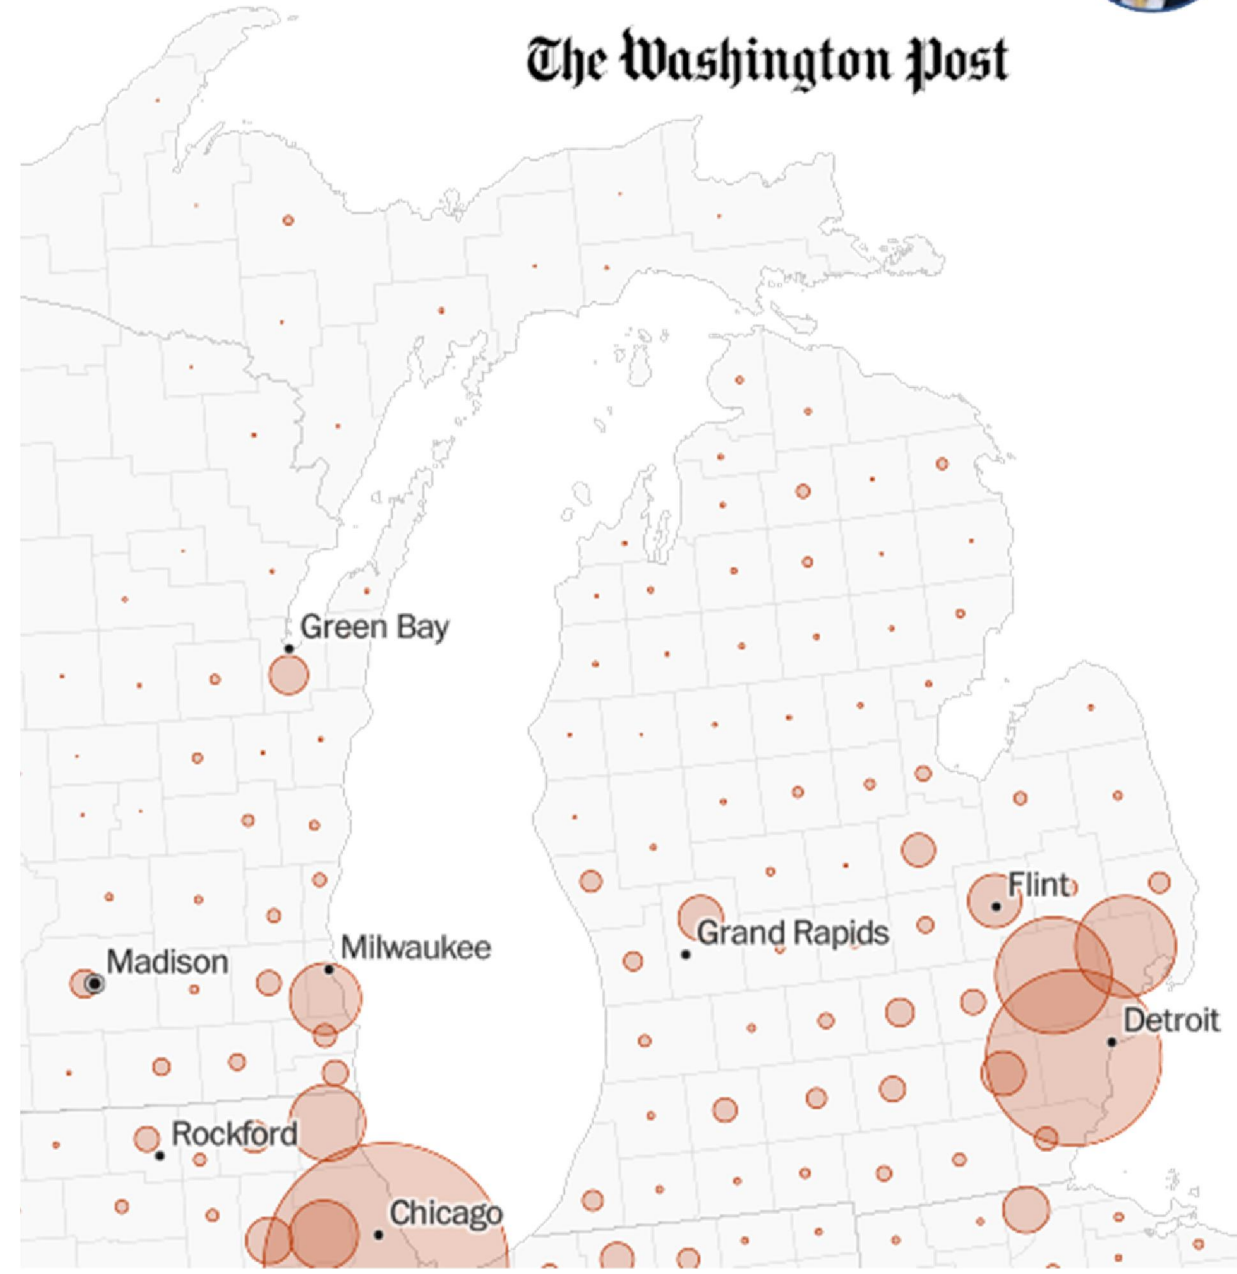 The Washington Post
Green Bay
Flint
Grand Rapids
Milwaukee
Madison
Detroit
Rockford
Chicago